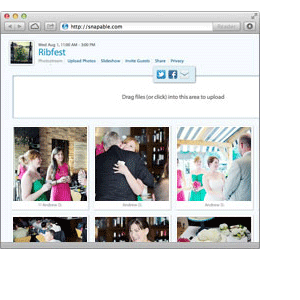 http://snapable.com
Reader
Wed Aug 1, 11:00 AM - 3:00 PM
Ribfest
Photostream Upload Photos Slideshow Invite Guests Share Privacy
Drag files (or click) into this area to upload
Andrew D. Andrew D. Andrew D.